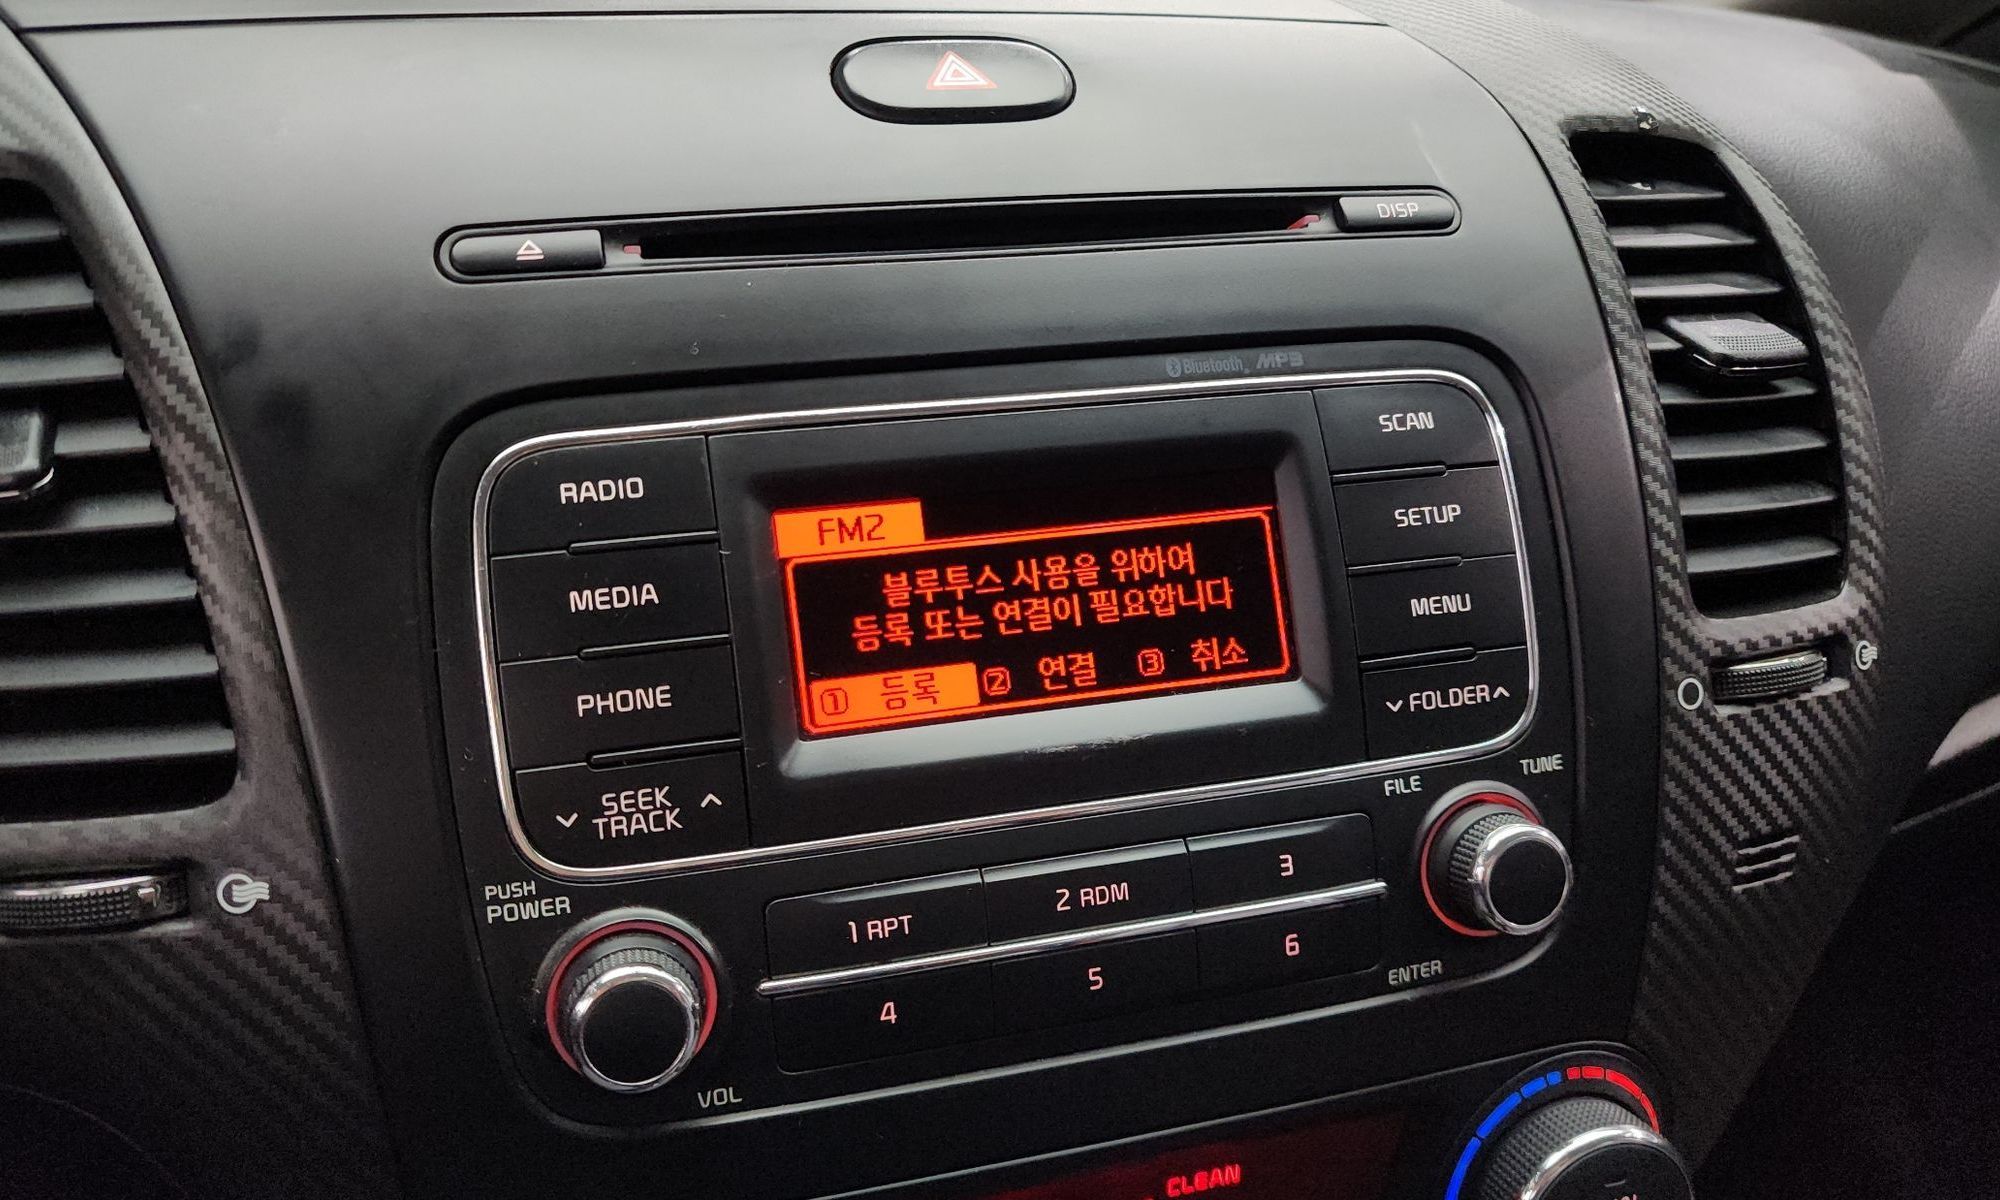 DISP
Bluetooth MP3
RADIO
MEDIA
PHONE
SEEK
TRACK
FM2
블루투스 사용을 위하여
등록 또는 연결이 필요합니다
① 등록 ② 연결 ③ 취소
SCAN
SETUP
MENU
FOLDER
PUSH
POWER
VOL
1 RPT
2 RDM
3
4
5
6
FILE
TUNE
ENTER
CLEAN